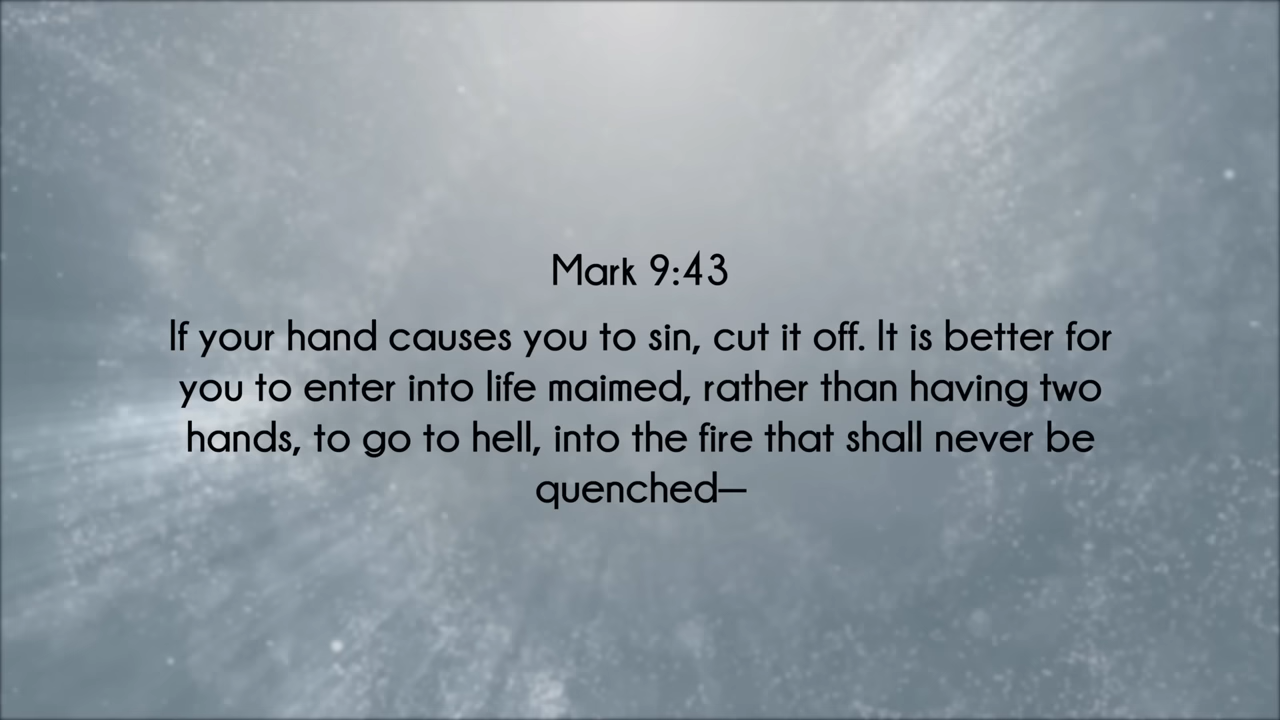 Mark 9:43
If your hand causes you to sin, cut it off. It is better for
you to enter into life maimed, rather than having two
hands, to go to hell, into the fire that shall never be
quenched—